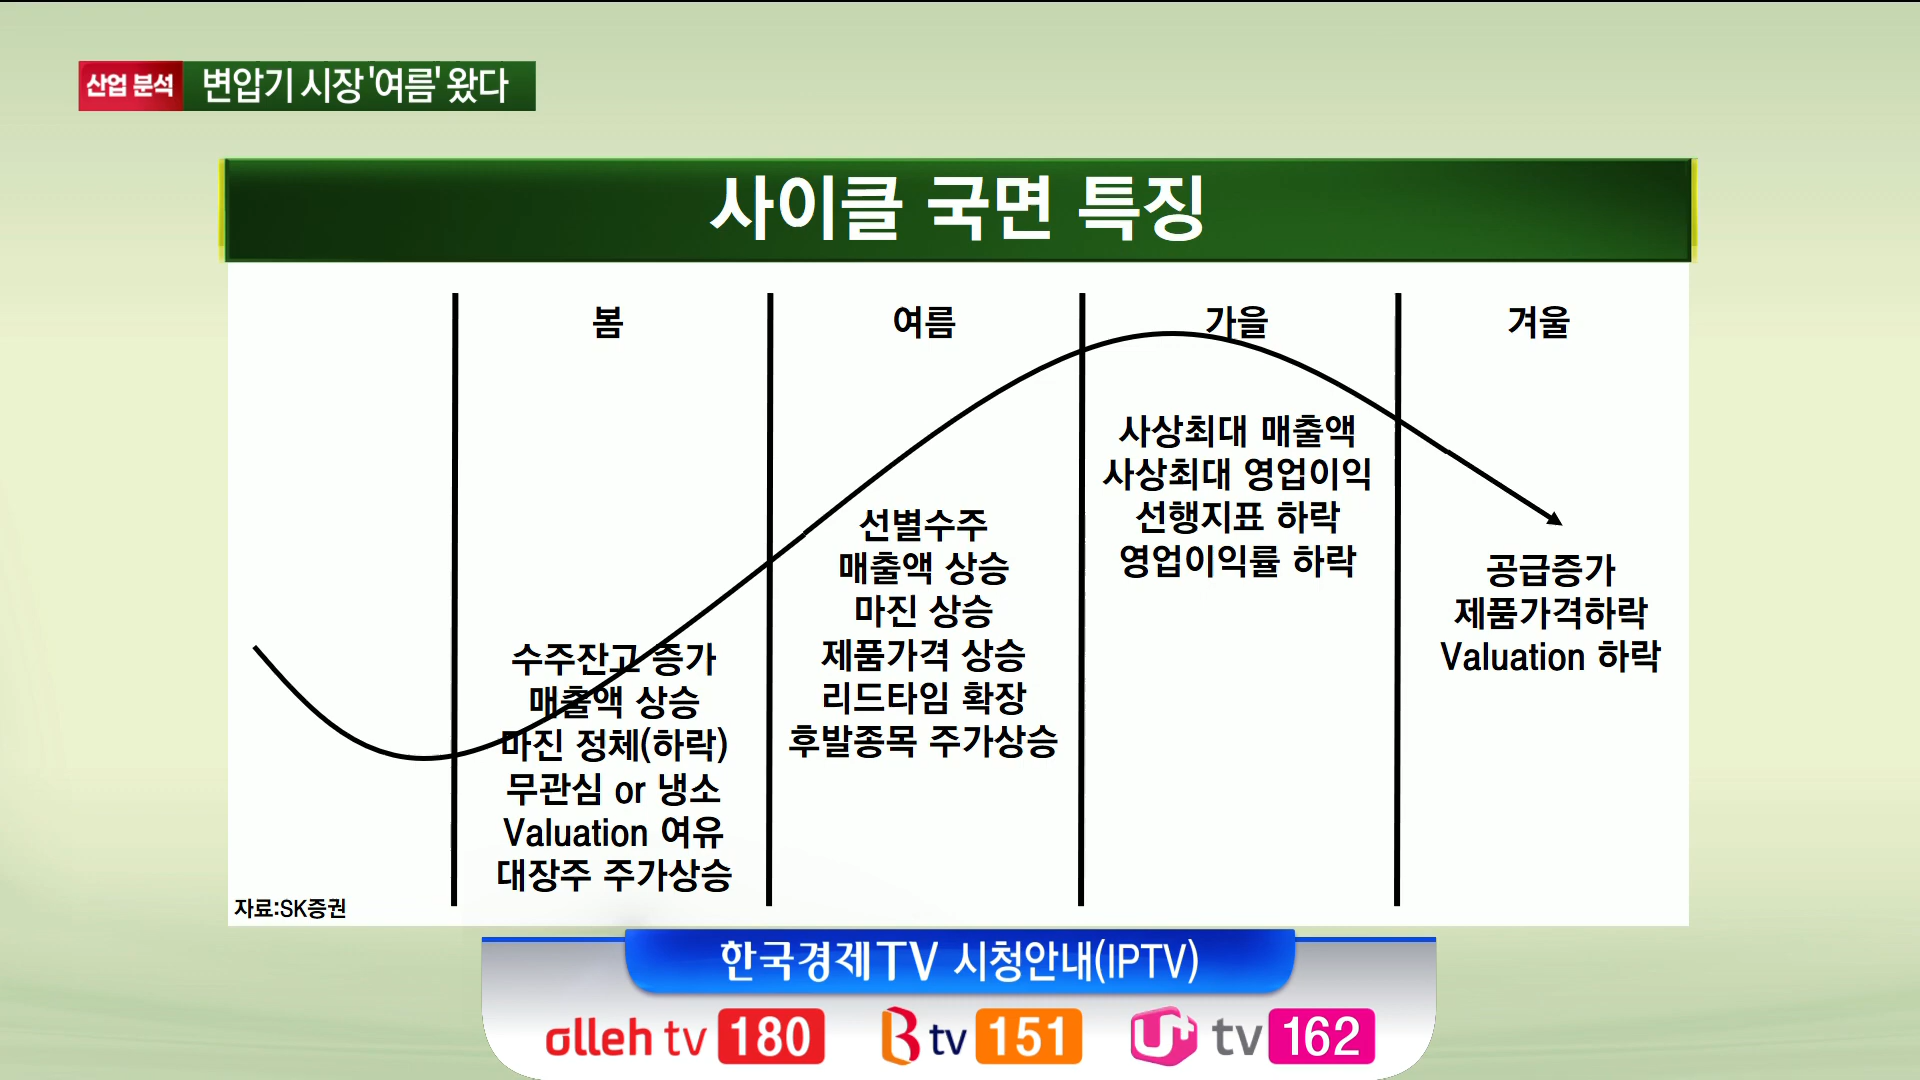 산업 분석
변압기 시장 '여름' 왔다
사이클 국면 특징
봄
수주잔고 증가
매출액 상승
마진 정체(하락)
무관심 or 냉소
Valuation 여유
대장주 주가상승
여름
선별수주
매출액 상승
마진 상승
제품가격 상승
리드타임 확장
후발종목 주가상승
가을
사상최대 매출액
사상최대 영업이익
선행지표 하락
영업이익률 하락
겨울
공급증가
제품가격하락
Valuation 하락
자료:SK증권
한국경제TV 시청안내(IPTV)
olleh tv 180
B tv 151
U+ tv 162